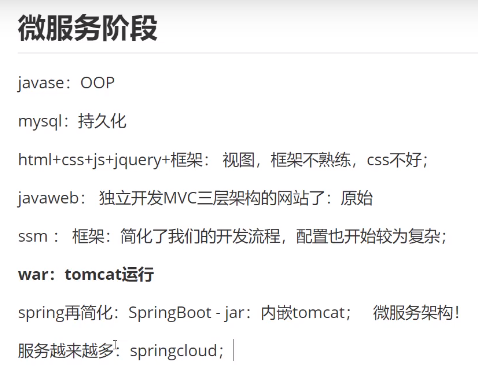 微服务阶段
javase：OOP
mysql：持久化
html+css+js+jquery+框架： 视图，框架不熟练，css不好；
javaweb： 独立开发MVC三层架构的网站了：原始
ssm ： 框架：简化了我们的开发流程，配置也开始较为复杂；
war：tomcat运行
spring再简化：SpringBoot - jar：内嵌tomcat； 微服务架构！
服务越来越多：springcloud；